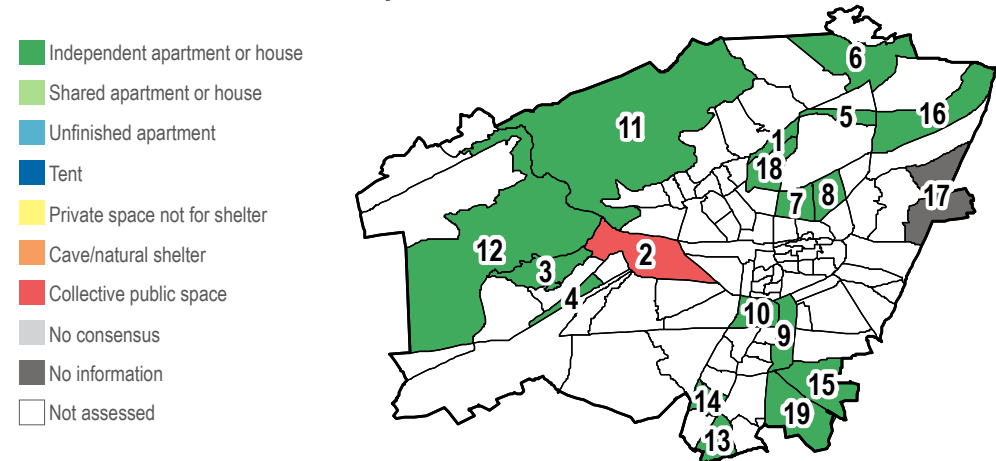 Independent apartment or house
Shared apartment or house
Unfinished apartment
Tent
Private space not for shelter
Cave/natural shelter
Collective public space
No consensus
No information
Not assessed
6
11
5
16
1
18
7
8
17
12
3
2
4
10
9
15
14
19
13